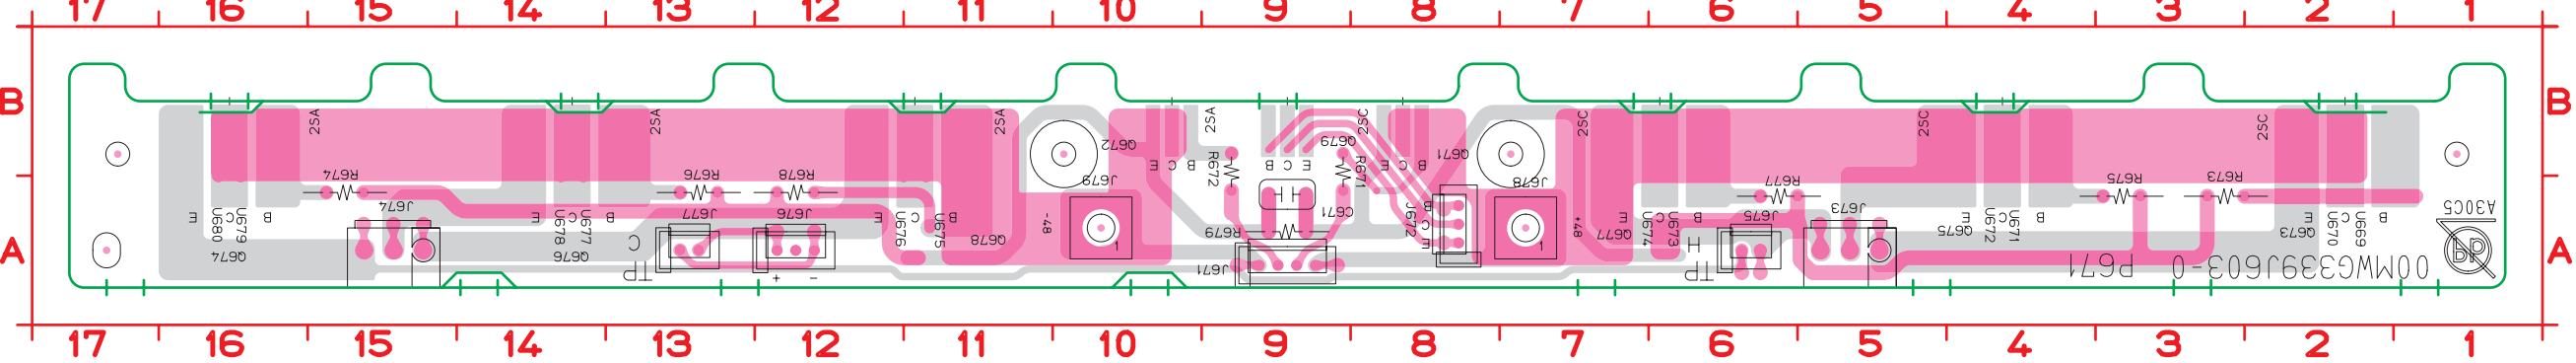 17 16 15 14 13 12 11 10 9 8 7 6 5 4 3 2 1
B B
2SA 2SA 2SA 2SA 2SC 2SC 2SC 2SC
Q672 Q679 Q671
E C B R672 B C E R671 E C B
R674 R676 R678 J679 J678 R677 R675 R673
E U680 C U679 B J674 E U678 C U677 B J677 J676 E U676 C U675 B -48 C671 J672 B C E +48 E U674 C U673 B J675 J673 E U672 C U671 B E U670 C U669 B A30C5
A A
Q674 Q676 C Q678 1 R679 1 Q677 H Q675 Q673
TP + - J671 TP P671 00MWG339J603-0
17 16 15 14 13 12 11 10 9 8 7 6 5 4 3 2 1